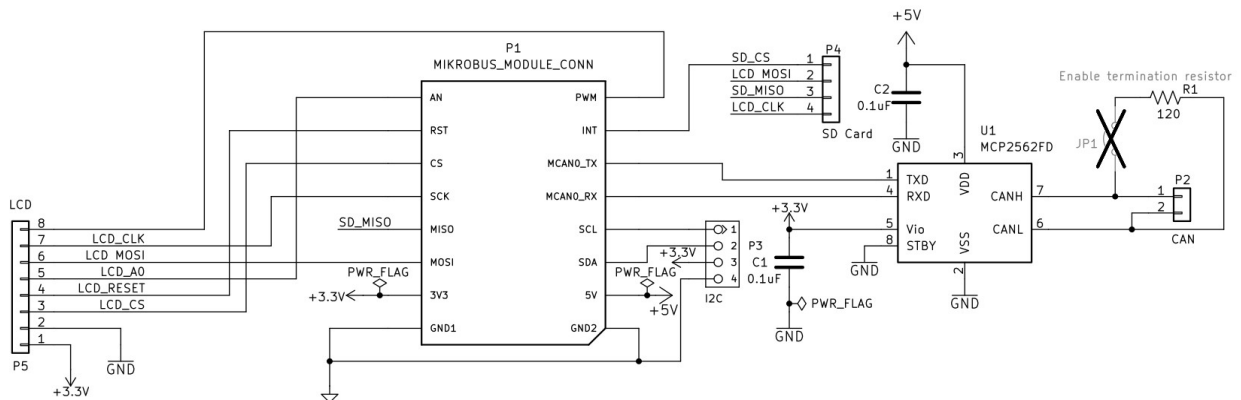 +5V
P1
MIKROBUS_MODULE_CONN
SD_CS
LCD_MOSI
SD_MISO
LCD_CLK
1
2
3
4
P4
SD Card
C2
0.1uF
GND
Enable termination resistor
R1
120
JP1
AN
RST
CS
SCK
MISO
MOSI
3V3
GND1
PWM
INT
MCAN0_TX
MCAN0_RX
SCL
SDA
5V
GND2
U1
MCP2562FD
1
4
5
8
TXD
RXD
Vio
STBY
3
VDD
VSS
2
CANH
CANL
7
6
GND
GND
P2
1
2
CAN
LCD
8
7
6
5
4
3
2
1
LCD_CLK
LCD_MOSI
LCD_A0
LCD_RESET
LCD_CS
P5
GND
+3.3V
SD_MISO
PWR_FLAG
+3.3V
PWR_FLAG
+5V
1
2
3
4
P3
I2C
+3.3V
+3.3V
C1
0.1uF
PWR_FLAG
GND